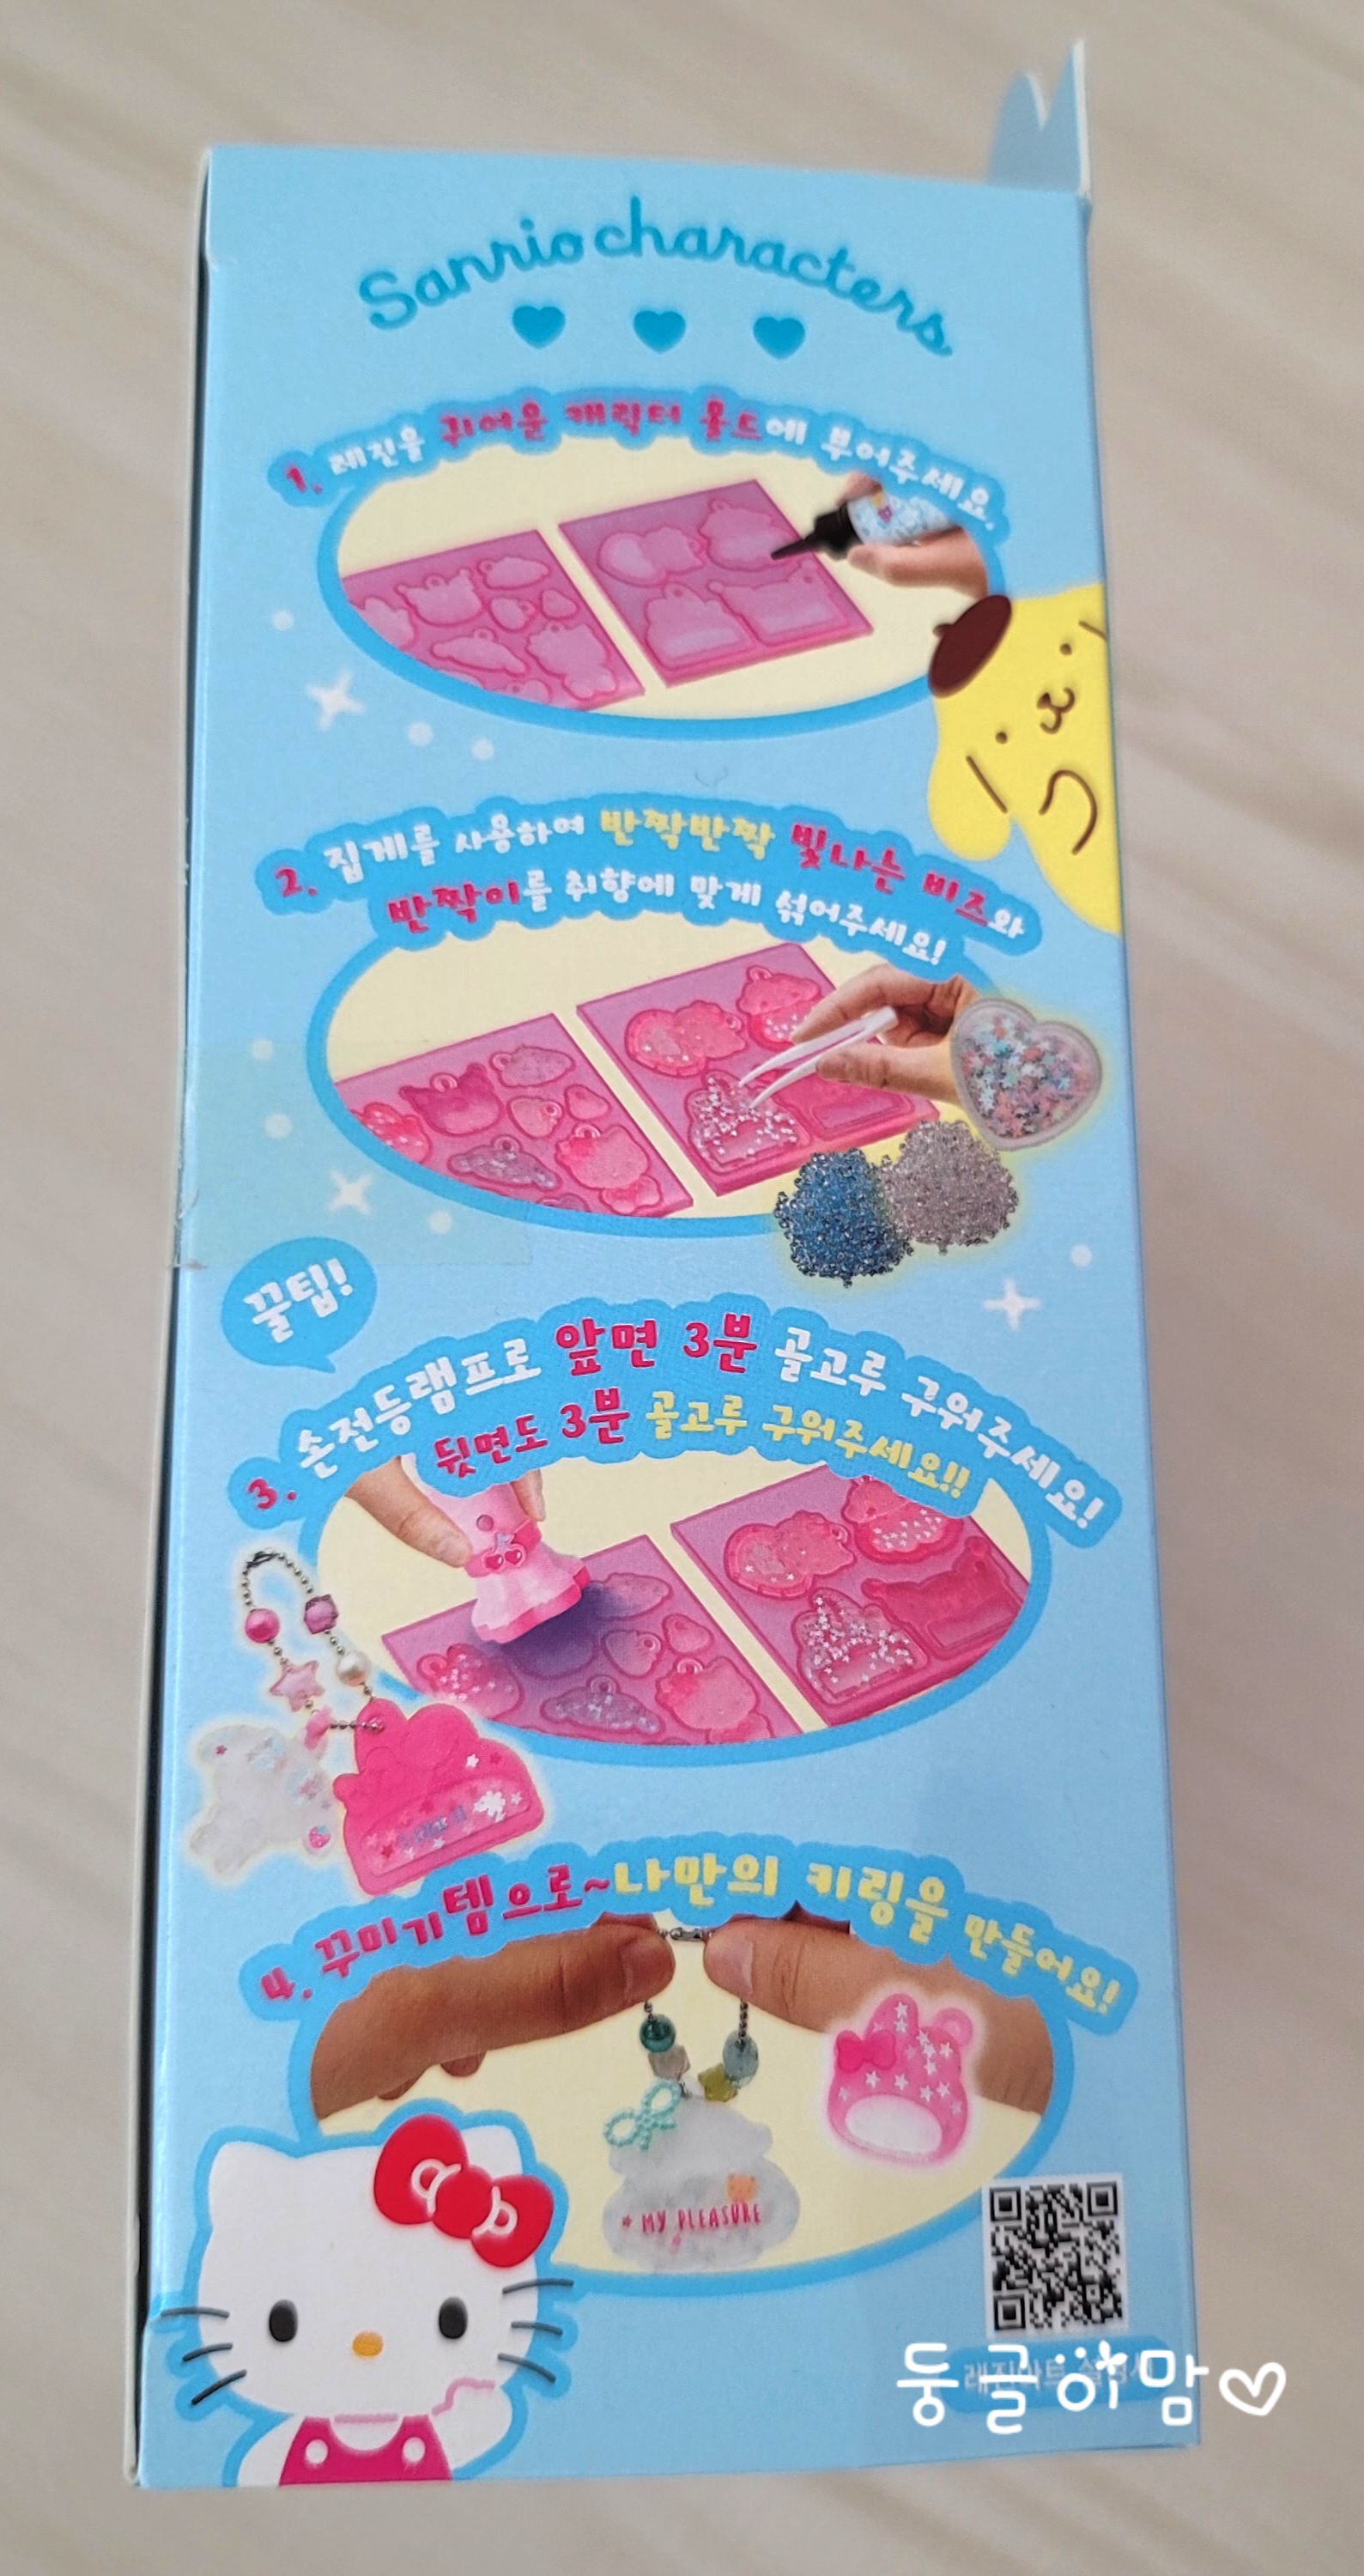 Sanrio characters
1. 레진을 귀여운 캐릭터 몰드에 부어주세요.
2. 집게를 사용하여 반짝반짝 빛나는 비즈와
반짝이를 취향에 맞게 섞어주세요!
꿀팁!
3. 손전등램프로 앞면 3분 골고루 구워주세요!
뒷면도 3분 골고루 구워주세요!!
4. 꾸미기템으로~나만의 키링을 만들어요!
MY PLEASURE
둥글이맘♡